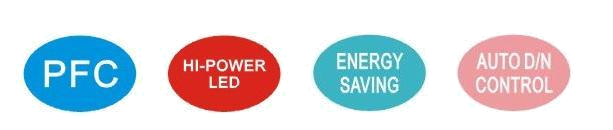 PFC
HI-POWER
LED
ENERGY
SAVING
AUTO D/N
CONTROL